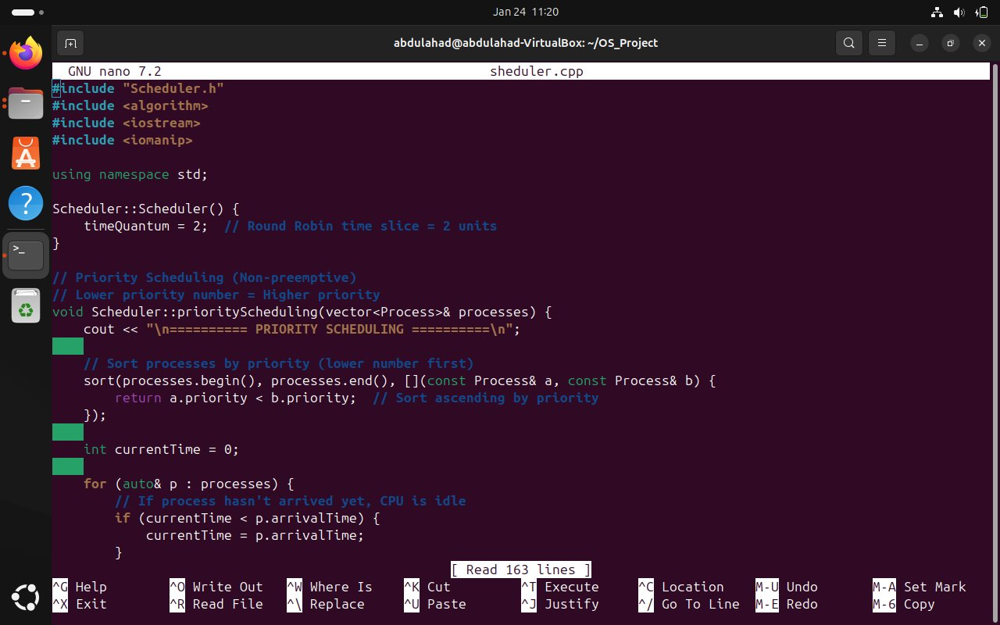 Jan 24 11:20
abdulahad@abdulahad-VirtualBox: ~/OS_Project
GNU nano 7.2 sheduler.cpp
#include "Scheduler.h"
#include <algorithm>
#include <iostream>
#include <iomanip>

using namespace std;

Scheduler::Scheduler() {
    timeQuantum = 2;  // Round Robin time slice = 2 units
}

// Priority Scheduling (Non-preemptive)
// Lower priority number = Higher priority
void Scheduler::priorityScheduling(vector<Process>& processes) {
    cout << "\n========== PRIORITY SCHEDULING ==========\n";

    // Sort processes by priority (lower number first)
    sort(processes.begin(), processes.end(), [](const Process& a, const Process& b) {
        return a.priority < b.priority;  // Sort ascending by priority
    });

    int currentTime = 0;

    for (auto& p : processes) {
        // If process hasn't arrived yet, CPU is idle
        if (currentTime < p.arrivalTime) {
            currentTime = p.arrivalTime;
        }
[ Read 163 lines ]
^G Help ^O Write Out ^W Where Is ^K Cut ^T Execute ^C Location M-U Undo M-A Set Mark
^X Exit ^R Read File ^\ Replace ^U Paste ^J Justify ^/ Go To Line M-E Redo M-6 Copy